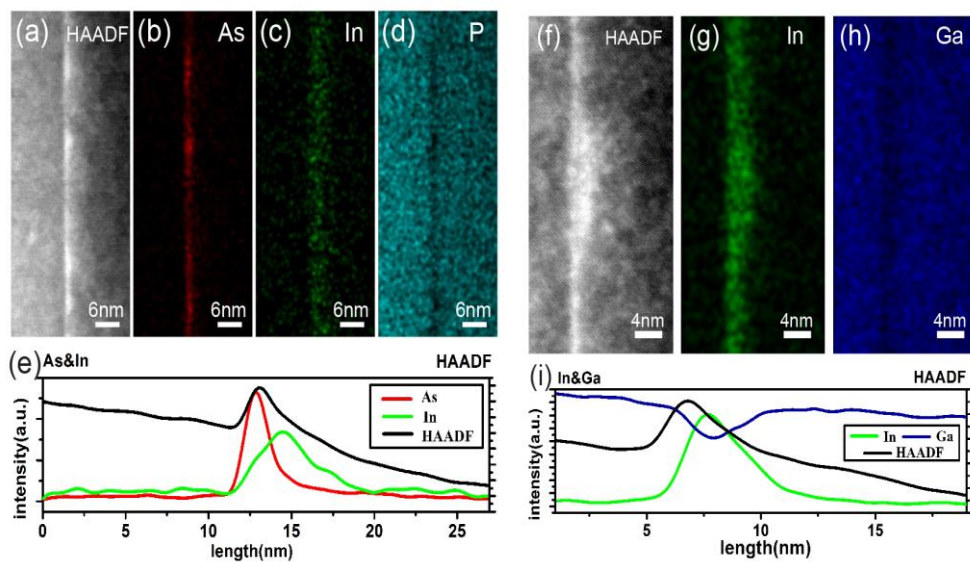 (a) HAADF
6nm
(b) As
6nm
(c) In
6nm
(d) P
6nm
(e) As&In HAADF
intensity(a.u.)
As
In
HAADF
0 5 10 15 20 25
length(nm)
(f) HAADF
4nm
(g) In
4nm
(h) Ga
4nm
(i) In&Ga HAADF
intensity(a.u.)
In Ga
HAADF
5 10 15
length(nm)